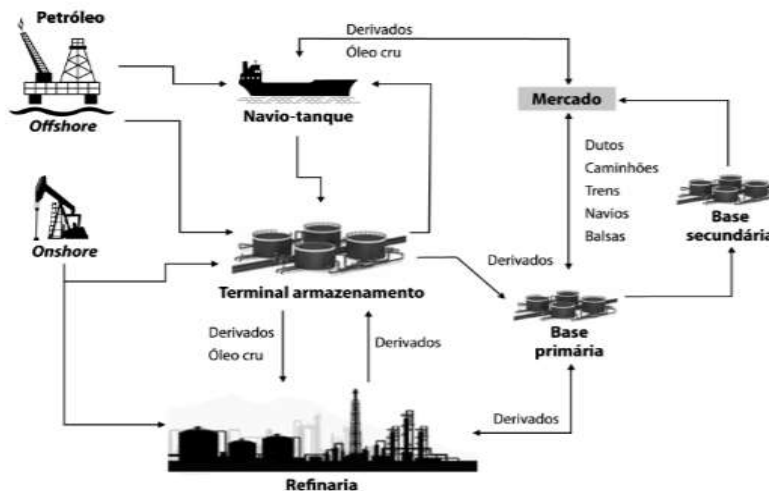 Petróleo
Offshore
Onshore
Derivados
Óleo cru
Navio-tanque
Mercado
Dutos
Caminhões
Trens
Navios
Balsas
Derivados
Base
secundária
Terminal armazenamento
Base
primária
Derivados
Óleo cru
Derivados
Derivados
Refinaria